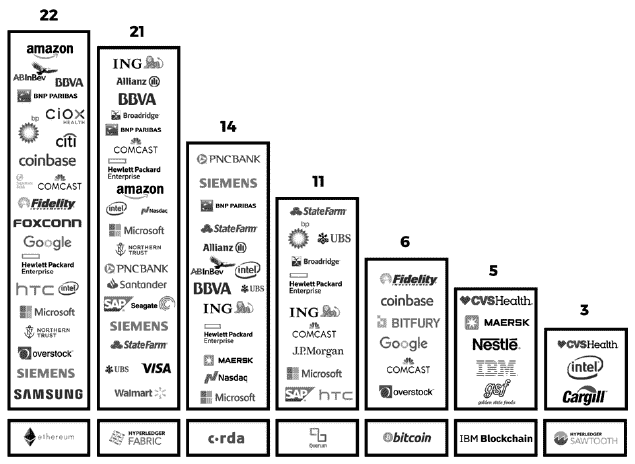 22
amazon
ABInBev
BBVA
BNP PARIBAS
CIOX
HEALTH
bp
citi
coinbase
COMCAST
Fidelity
INVESTMENTS
FOXCONN
Google
Hewlett Packard
Enterprise
hTC
intel
Microsoft
NORTHERN
TRUST
overstock
SIEMENS
SAMSUNG
ethereum
21
ING
Allianz
BBVA
Broadridge
BNP PARIBAS
COMCAST
Hewlett Packard
Enterprise
amazon
intel
Nasdaq
Microsoft
NORTHERN
TRUST
PNCBANK
Santander
SAP
Seagate
SIEMENS
StateFarm
UBS
VISA
Walmart
HYPERLEDGER
FABRIC
14
PNCBANK
SIEMENS
BNP PARIBAS
StateFarm
Allianz
ABInBev
intel
BBVA
UBS
ING
Hewlett Packard
Enterprise
MAERSK
Nasdaq
Microsoft
c·rda
11
StateFarm
bp
UBS
Broadridge
Hewlett Packard
Enterprise
ING
COMCAST
J.P.Morgan
Microsoft
SAP
hTC
Quorum
6
Fidelity
INVESTMENTS
coinbase
BITFURY
Google
COMCAST
overstock
bitcoin
5
CVSHealth
MAERSK
Nestlé
IBM
gsf
golden state foods
IBM Blockchain
3
CVSHealth
intel
Cargill
HYPERLEDGER
SAWTOOTH